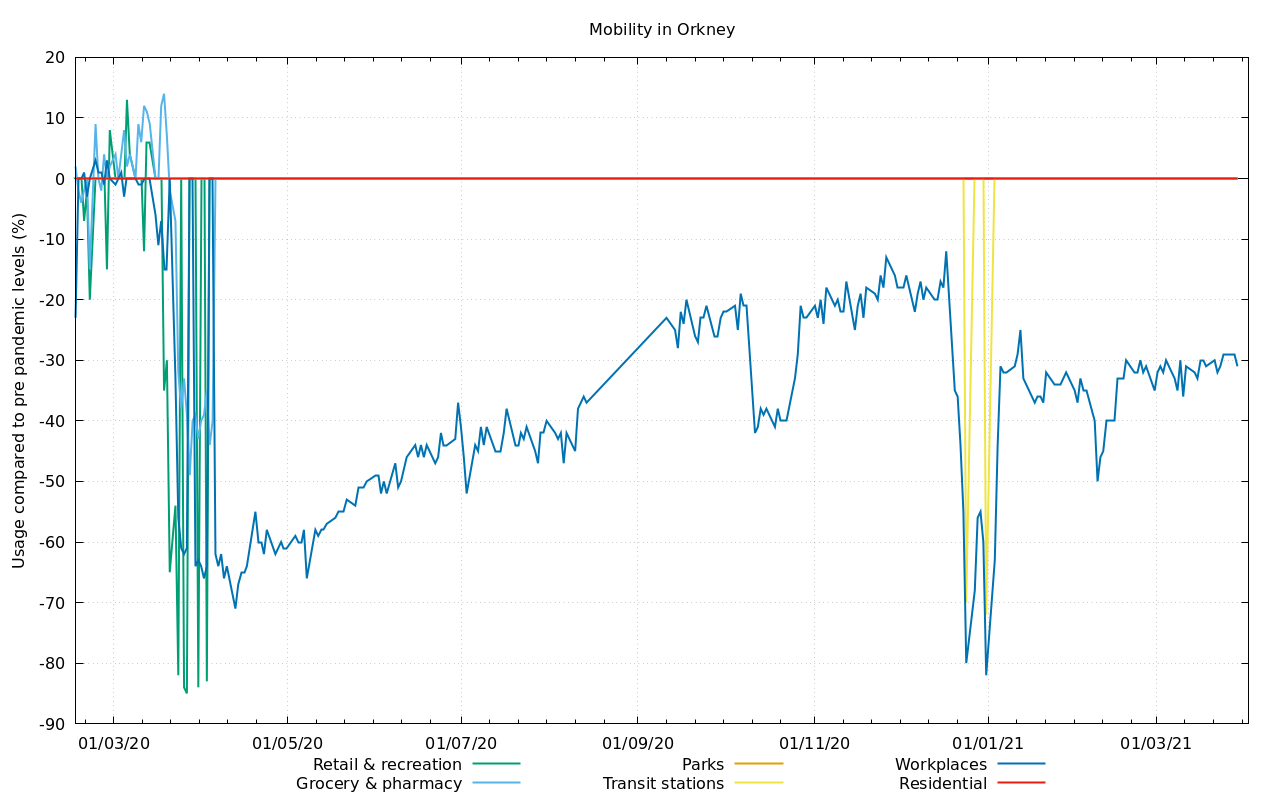 Mobility in Orkney
Usage compared to pre pandemic levels (%)
20
10
0
-10
-20
-30
-40
-50
-60
-70
-80
-90
01/03/20 01/05/20 01/07/20 01/09/20 01/11/20 01/01/21 01/03/21
Retail & recreation Parks Workplaces
Grocery & pharmacy Transit stations Residential